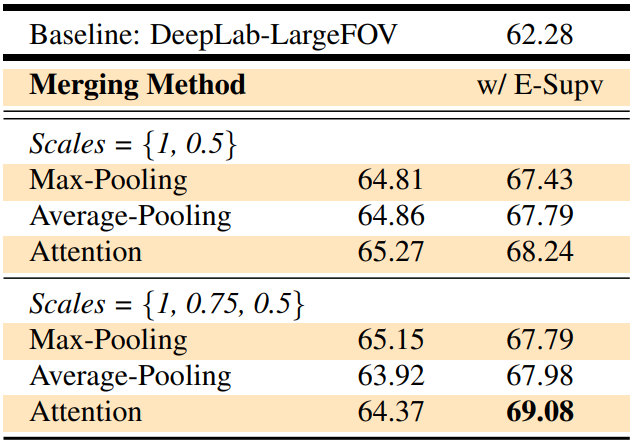 Baseline: DeepLab-LargeFOV 62.28
Merging Method w/ E-Supv
Scales = {1, 0.5}
Max-Pooling 64.81 67.43
Average-Pooling 64.86 67.79
Attention 65.27 68.24
Scales = {1, 0.75, 0.5}
Max-Pooling 65.15 67.79
Average-Pooling 63.92 67.98
Attention 64.37 69.08